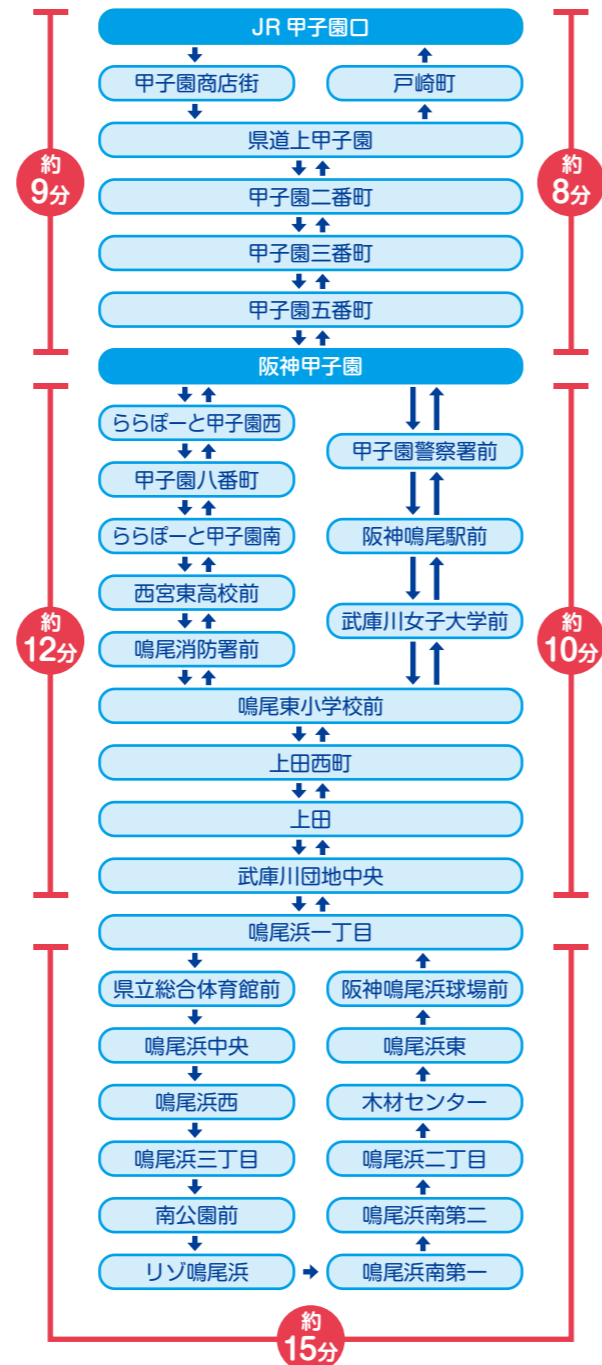 JR 甲子園口
甲子園商店街
戸崎町
県道上甲子園
約
9分
約
8分
甲子園二番町
甲子園三番町
甲子園五番町
阪神甲子園
ららぽーと甲子園西
甲子園警察署前
甲子園八番町
ららぽーと甲子園南
阪神鳴尾駅前
西宮東高校前
武庫川女子大学前
鳴尾消防署前
約
12分
約
10分
鳴尾東小学校前
上田西町
上田
武庫川団地中央
鳴尾浜一丁目
県立総合体育館前
阪神鳴尾浜球場前
鳴尾浜中央
鳴尾浜東
鳴尾浜西
木材センター
鳴尾浜三丁目
鳴尾浜二丁目
南公園前
鳴尾浜南第二
リゾ鳴尾浜
鳴尾浜南第一
約
15分